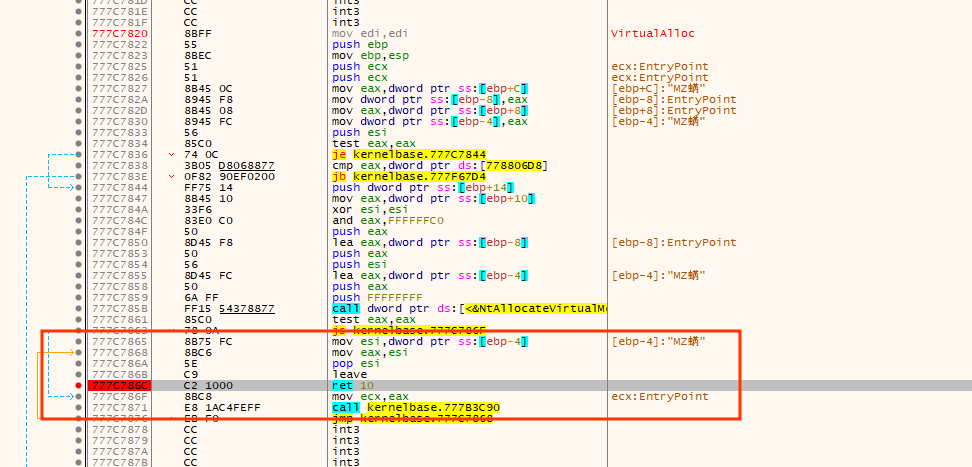 777C781D CC int3
777C781E CC int3
777C781F CC int3
777C7820 8BFF mov edi,edi VirtualAlloc
777C7822 55 push ebp
777C7823 8BEC mov ebp,esp
777C7825 51 push ecx ecx:EntryPoint
777C7826 51 push ecx ecx:EntryPoint
777C7827 8B45 0C mov eax,dword ptr ss:[ebp+C] [ebp+C]:"MZ螨"
777C782A 8945 F8 mov dword ptr ss:[ebp-8],eax [ebp-8]:EntryPoint
777C782D 8B45 08 mov eax,dword ptr ss:[ebp+8] [ebp+8]:EntryPoint
777C7830 8945 FC mov dword ptr ss:[ebp-4],eax [ebp-4]:"MZ螨"
777C7833 56 push esi
777C7834 85C0 test eax,eax
777C7836 74 0C je kernelbase.777C7844
777C7838 3B05 D8068877 cmp eax,dword ptr ds:[778806D8]
777C783E 0F82 90EF0200 jb kernelbase.777F67D4
777C7844 FF75 14 push dword ptr ss:[ebp+14]
777C7847 8B45 10 mov eax,dword ptr ss:[ebp+10]
777C784A 33F6 xor esi,esi
777C784C 83E0 C0 and eax,FFFFFFC0
777C784F 50 push eax
777C7850 8D45 F8 lea eax,dword ptr ss:[ebp-8] [ebp-8]:EntryPoint
777C7853 50 push eax
777C7854 56 push esi
777C7855 8D45 FC lea eax,dword ptr ss:[ebp-4] [ebp-4]:"MZ螨"
777C7858 50 push eax
777C7859 6A FF push FFFFFFFF
777C785B FF15 54378877 call dword ptr ds:[<&NtAllocateVirtualM
777C7861 85C0 test eax,eax
777C7863 78 0A js kernelbase.777C786F
777C7865 8B75 FC mov esi,dword ptr ss:[ebp-4] [ebp-4]:"MZ螨"
777C7868 8BC6 mov eax,esi
777C786A 5E pop esi
777C786B C9 leave
777C786C C2 1000 ret 10
777C786F 8BC8 mov ecx,eax ecx:EntryPoint
777C7871 E8 1AC4FEFF call kernelbase.777B3C90
777C7876 EB F0 jmp kernelbase.777C7868
777C7878 CC int3
777C7879 CC int3
777C787A CC int3
777C787B CC int3